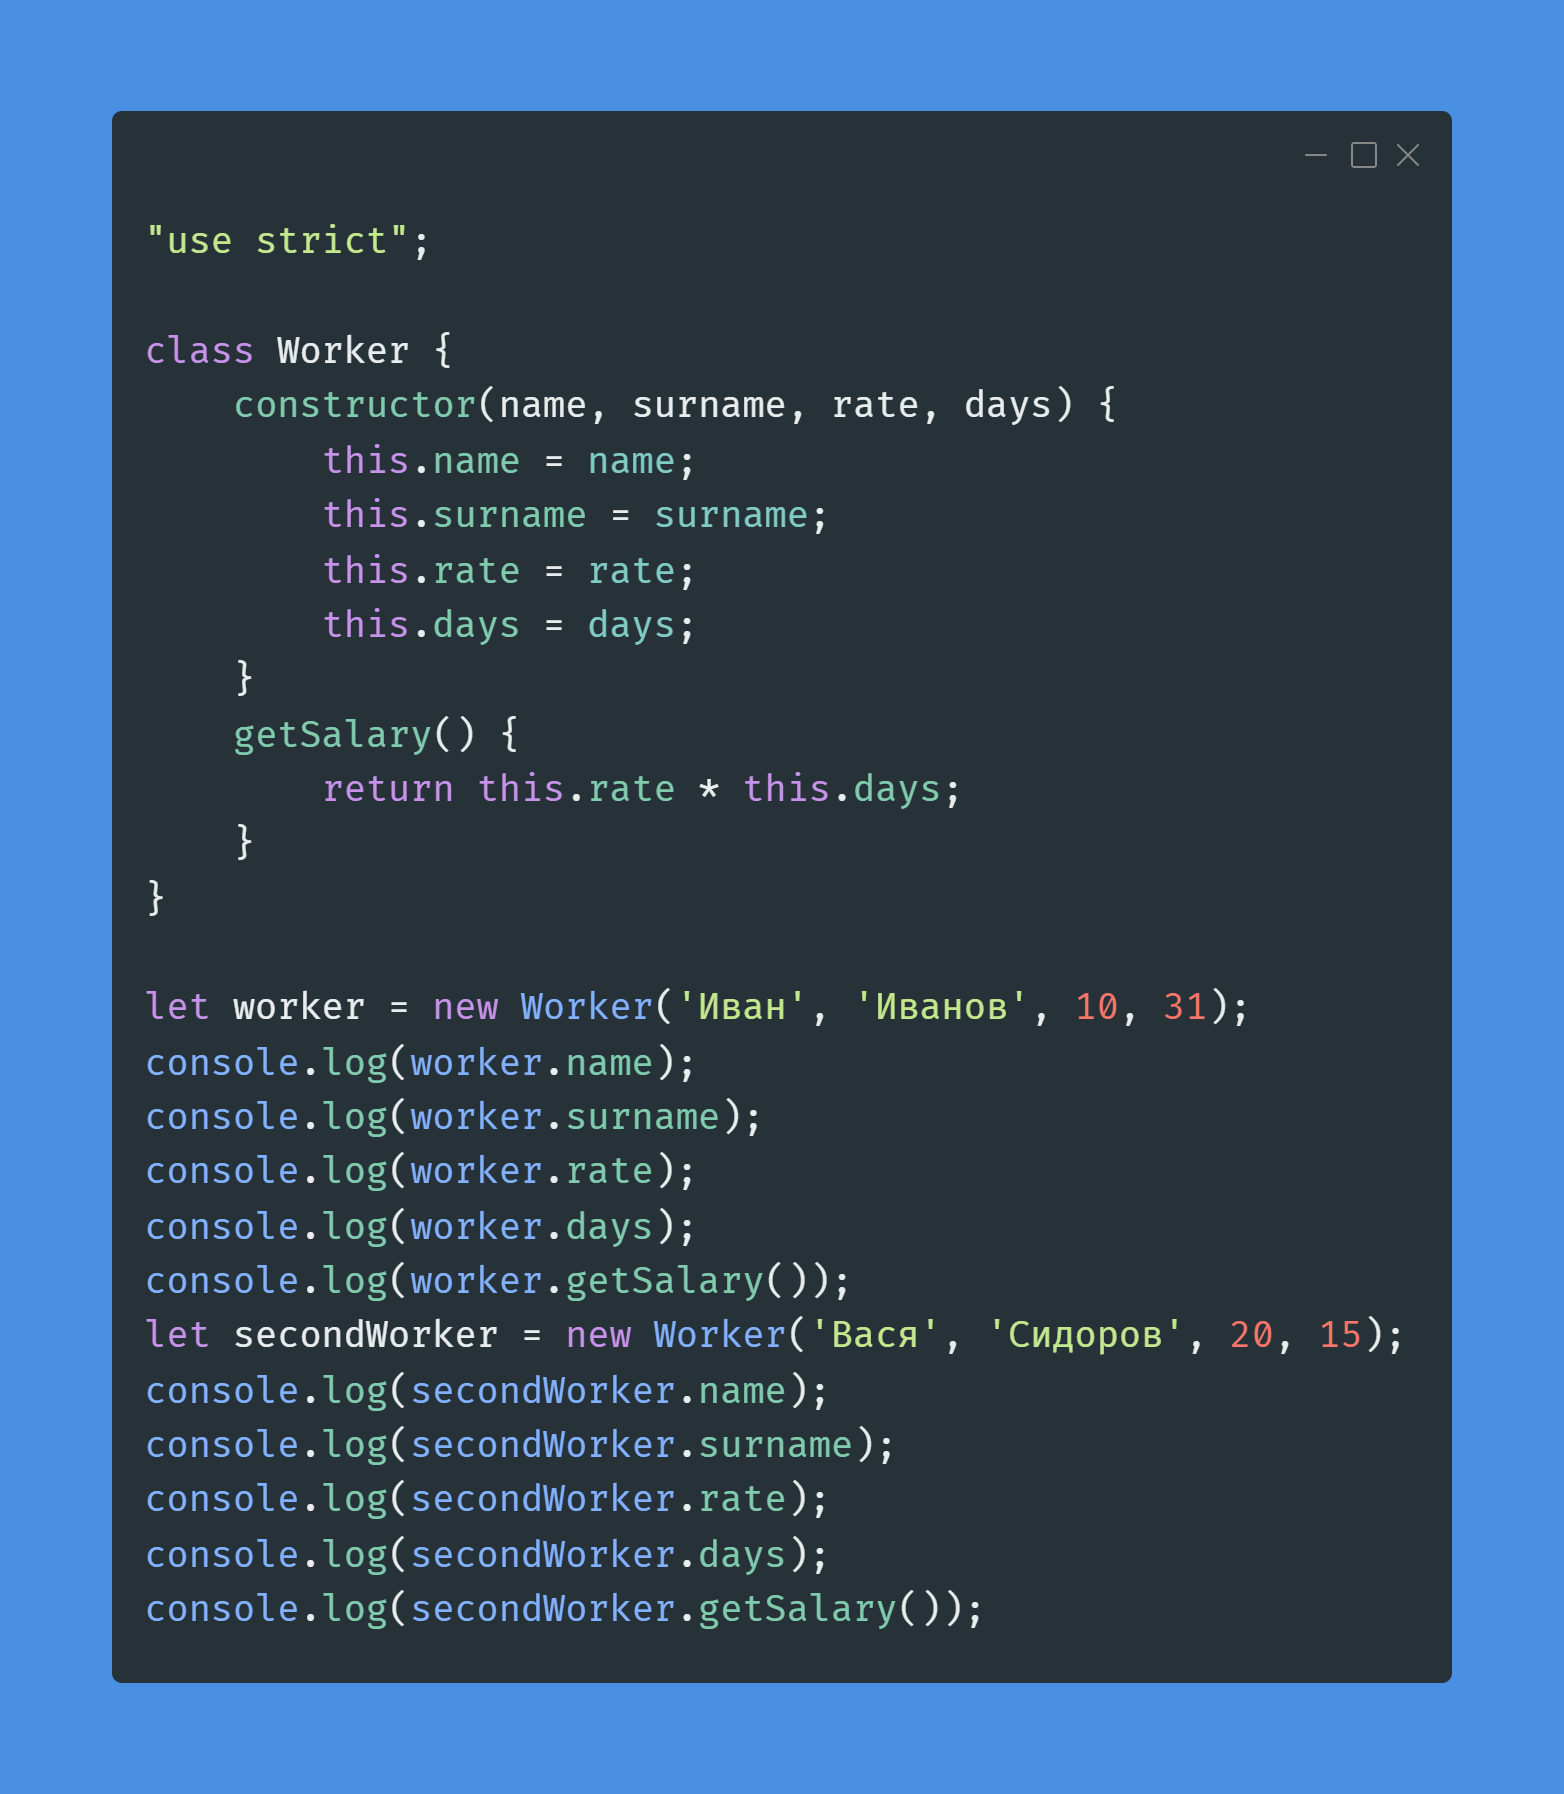 "use strict";

class Worker {
    constructor(name, surname, rate, days) {
        this.name = name;
        this.surname = surname;
        this.rate = rate;
        this.days = days;
    }
    getSalary() {
        return this.rate * this.days;
    }
}

let worker = new Worker('Иван', 'Иванов', 10, 31);
console.log(worker.name);
console.log(worker.surname);
console.log(worker.rate);
console.log(worker.days);
console.log(worker.getSalary());
let secondWorker = new Worker('Вася', 'Сидоров', 20, 15);
console.log(secondWorker.name);
console.log(secondWorker.surname);
console.log(secondWorker.rate);
console.log(secondWorker.days);
console.log(secondWorker.getSalary());